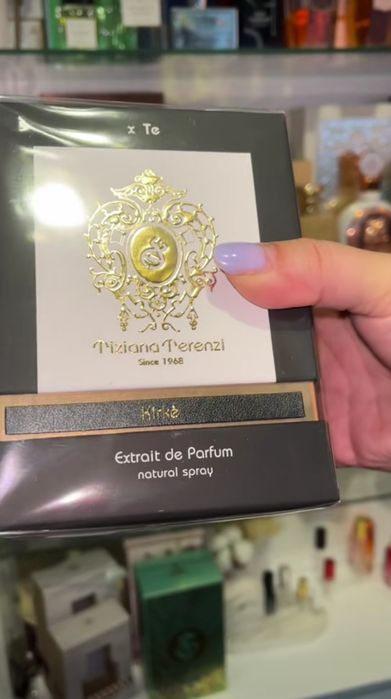 x Te
Tiziana Terenzi
Since 1968
Kirkè
Extrait de Parfum
natural spray